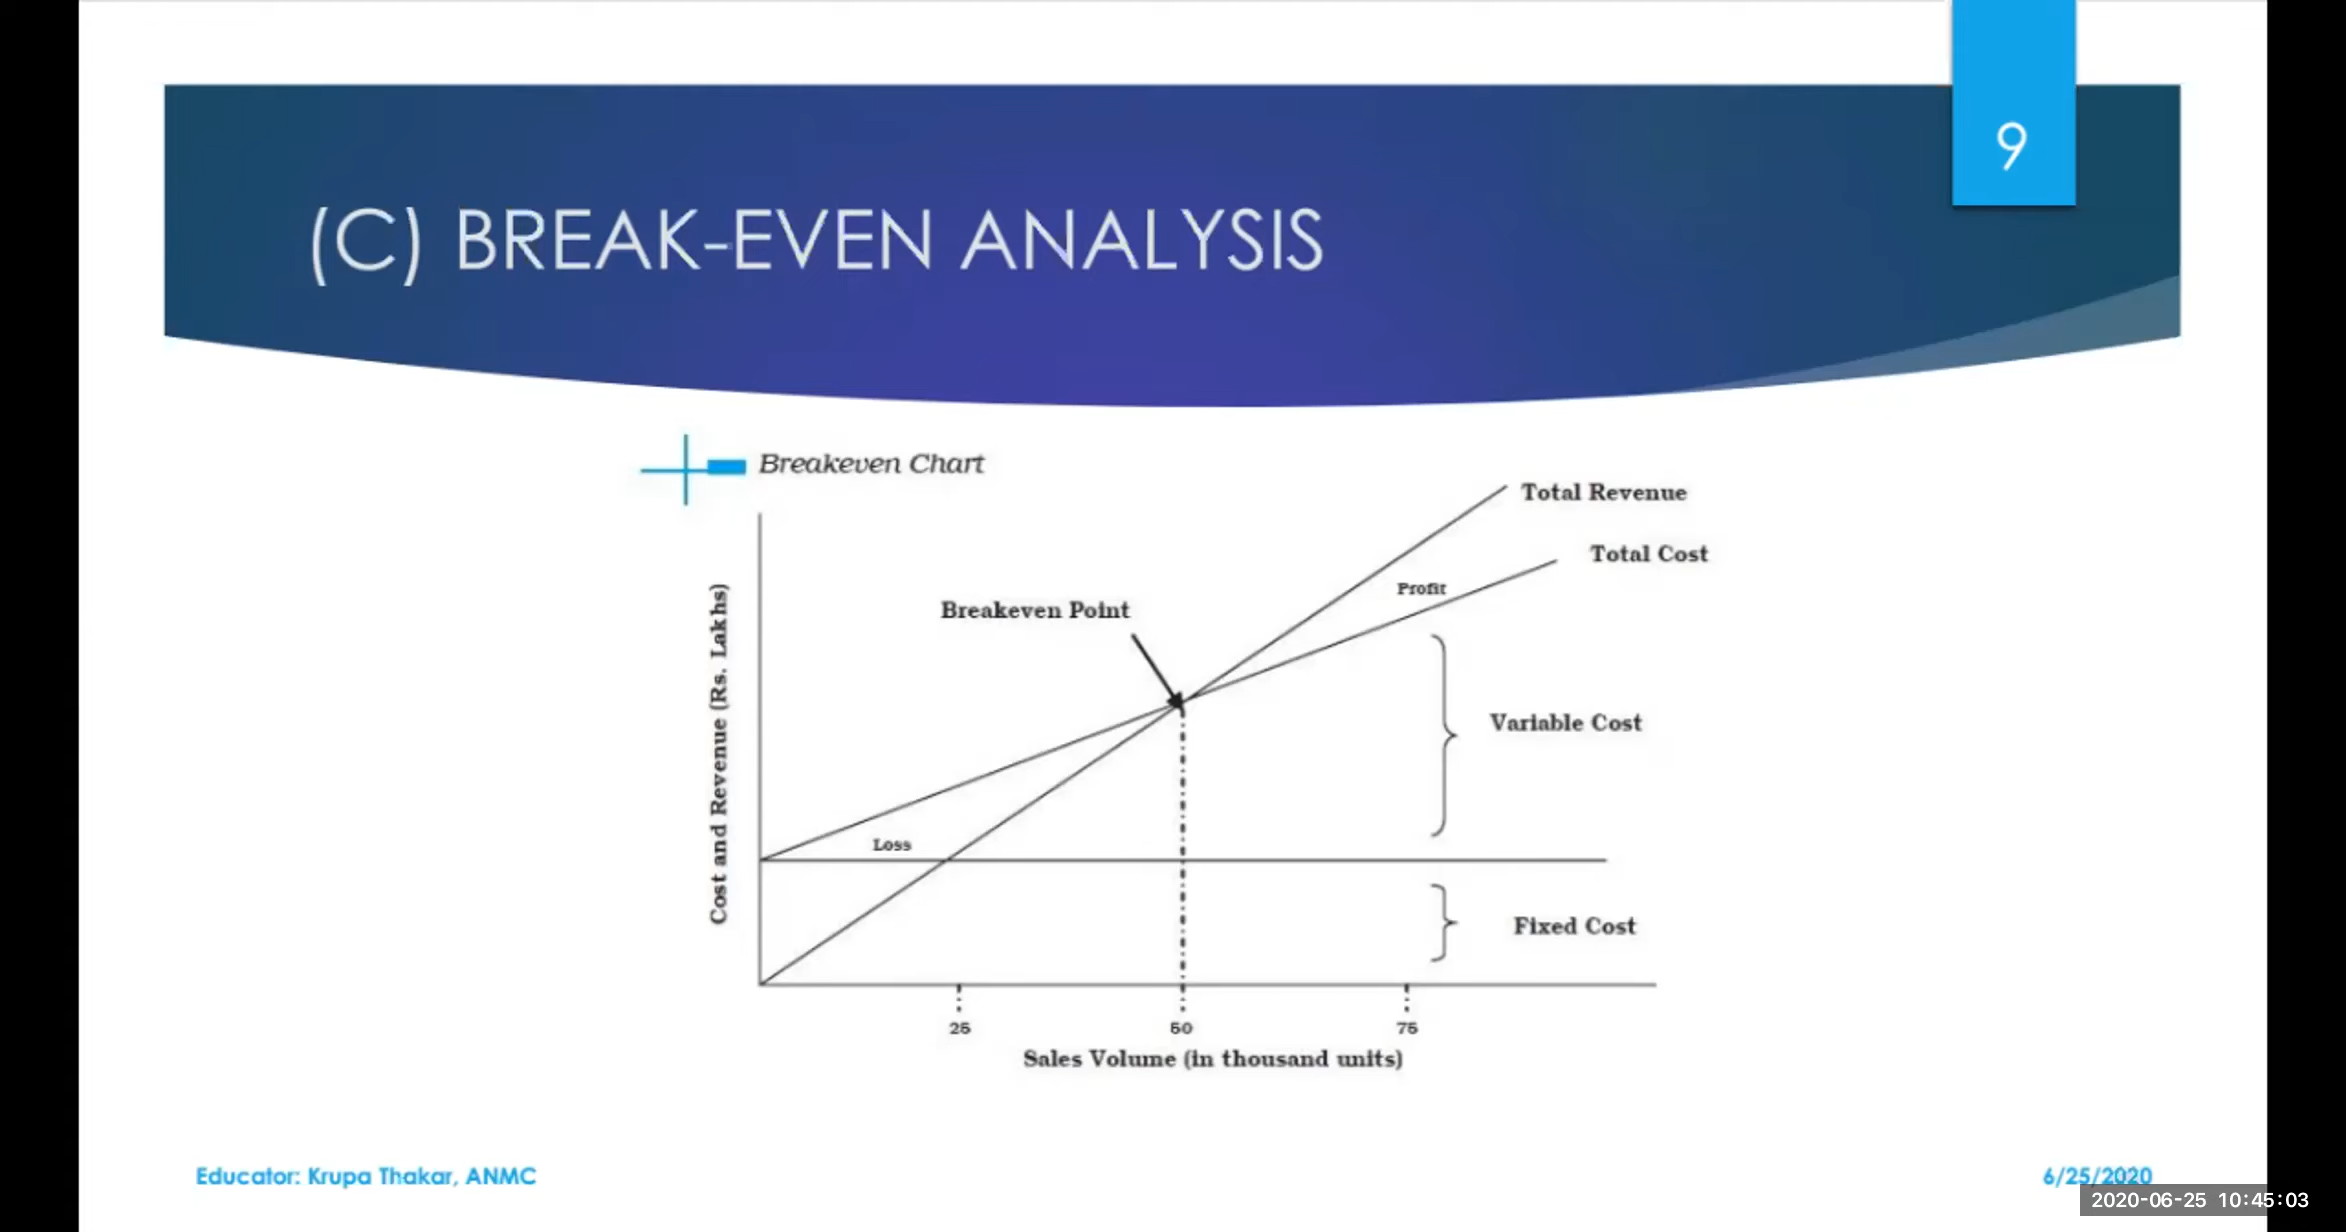 9
(C) BREAK-EVEN ANALYSIS
Breakeven Chart
Total Revenue
Total Cost
Profit
Breakeven Point
Cost and Revenue (Rs. Lakhs)
Variable Cost
Loss
Fixed Cost
25 50 75
Sales Volume (in thousand units)
Educator: Krupa Thakar, ANMC
6/25/2020
2020-06-25 10:45:03